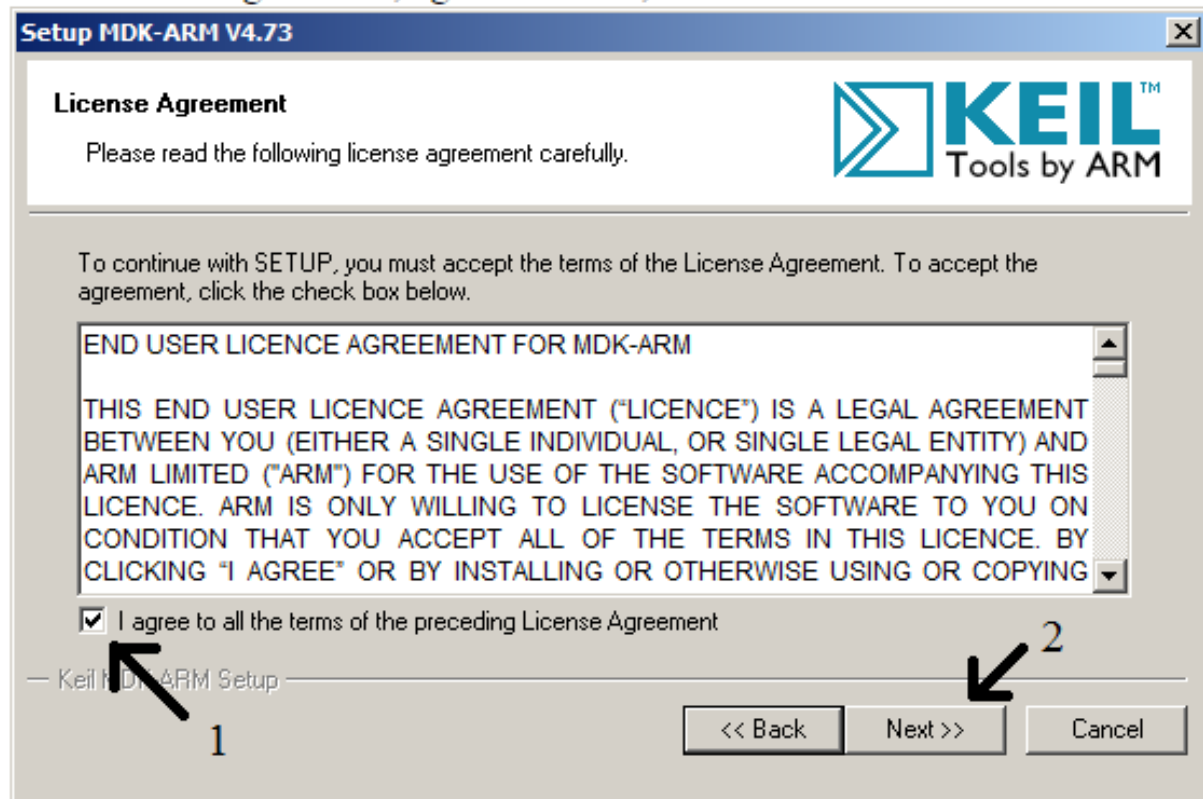 Setup MDK-ARM V4.73
License Agreement
Please read the following license agreement carefully.
KEIL™
Tools by ARM
To continue with SETUP, you must accept the terms of the License Agreement. To accept the
agreement, click the check box below.
END USER LICENCE AGREEMENT FOR MDK-ARM
THIS END USER LICENCE AGREEMENT (“LICENCE”) IS A LEGAL AGREEMENT
BETWEEN YOU (EITHER A SINGLE INDIVIDUAL, OR SINGLE LEGAL ENTITY) AND
ARM LIMITED ("ARM") FOR THE USE OF THE SOFTWARE ACCOMPANYING THIS
LICENCE. ARM IS ONLY WILLING TO LICENSE THE SOFTWARE TO YOU ON
CONDITION THAT YOU ACCEPT ALL OF THE TERMS IN THIS LICENCE. BY
CLICKING “I AGREE” OR BY INSTALLING OR OTHERWISE USING OR COPYING
I agree to all the terms of the preceding License Agreement
2
Keil MDK-ARM Setup
1
<< Back Next >> Cancel